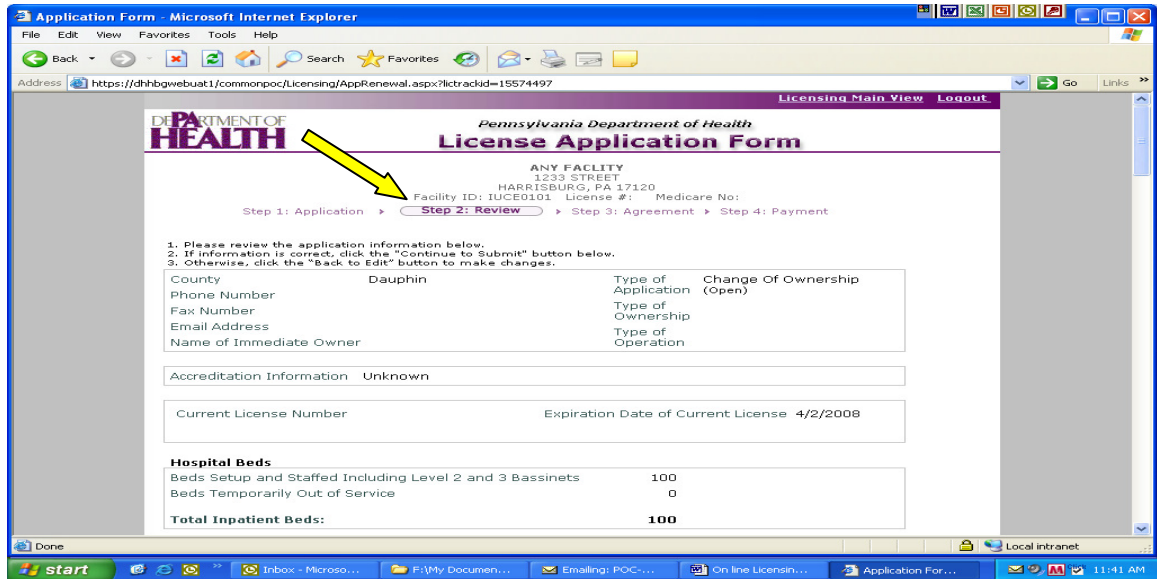 Application Form - Microsoft Internet Explorer
File Edit View Favorites Tools Help
Back Search Favorites
Address https://dhhbgwebuat1/commonpoc/Licensing/AppRenewal.aspx?lictrackid=15574497 Go Links »
Licensing Main View Logout
DEPARTMENT OF
HEALTH
Pennsylvania Department of Health
License Application Form
ANY FACLITY
1233 STREET
HARRISBURG, PA 17120
Facility ID: IUCE0101 License #: Medicare No:
Step 1: Application Step 2: Review Step 3: Agreement Step 4: Payment
1. Please review the application information below.
2. If information is correct, click the "Continue to Submit" button below.
3. Otherwise, click the "Back to Edit" button to make changes.
County Dauphin
Phone Number
Fax Number
Email Address
Name of Immediate Owner
Type of Application Change Of Ownership (Open)
Type of Ownership
Type of Operation
Accreditation Information Unknown
Current License Number Expiration Date of Current License 4/2/2008
Hospital Beds
Beds Setup and Staffed Including Level 2 and 3 Bassinets 100
Beds Temporarily Out of Service 0
Total Inpatient Beds: 100
Done Local intranet
start » Inbox - Microso... F:\My Documen... Emailing: POC-... On line Licensin... Application For... 11:41 AM